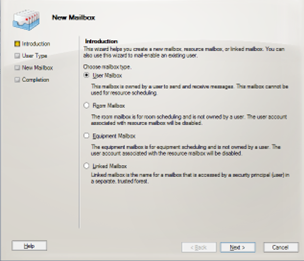 New Mailbox
Introduction
User Type
New Mailbox
Completion
Introduction
This wizard helps you create a new mailbox, resource mailbox, or linked mailbox. You can
also use this wizard to mail-enable an existing user.
Choose mailbox type.
User Mailbox
This mailbox is owned by a user to send and receive messages. This mailbox cannot
be used for resource scheduling.
Room Mailbox
The room mailbox is for room scheduling and is not owned by a user. The user account
associated with resource mailbox will be disabled.
Equipment Mailbox
The equipment mailbox is for equipment scheduling and is not owned by a user. The
user account associated with the resource mailbox will be disabled.
Linked Mailbox
Linked mailbox is the name for a mailbox that is accessed by a security principal (user) in
a separate, trusted forest.
Help
< Back
Next >
Cancel